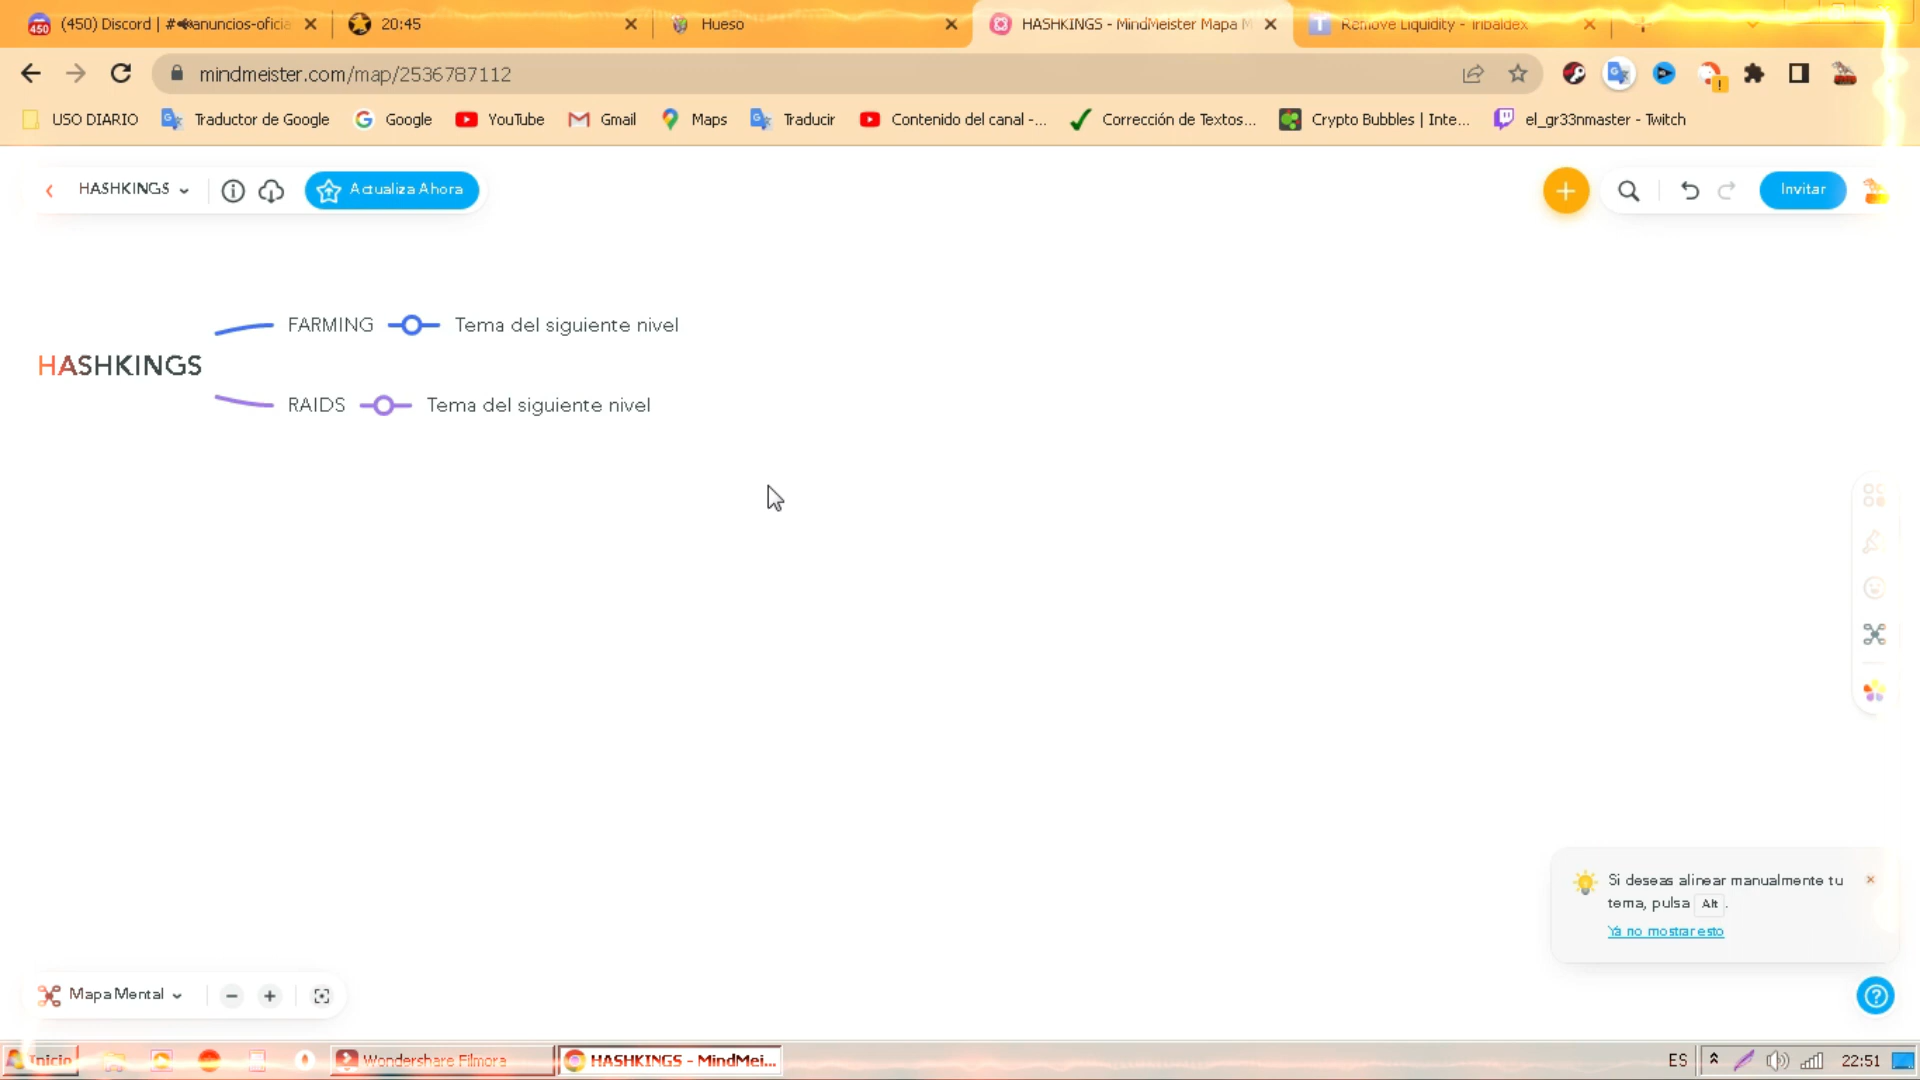 450
(450) Discord | #📢anuncios-oficia
20:45
Hueso
HASHKINGS - MindMeister Mapa M
T
Remove Liquidity - Tribaldex
mindmeister.com/map/2536787112
USO DIARIO
Traductor de Google
Google
YouTube
Gmail
Maps
Traducir
Contenido del canal -...
Corrección de Textos...
Crypto Bubbles | Inte...
el_gr33nmaster - Twitch
HASHKINGS
Actualiza Ahora
Invitar
FARMING
Tema del siguiente nivel
HASHKINGS
RAIDS
Tema del siguiente nivel
Si deseas alinear manualmente tu
tema, pulsa Alt.
Ya no mostrar esto
Mapa Mental
Inicio
Wondershare Filmora
HASHKINGS - MindMei...
ES
22:51